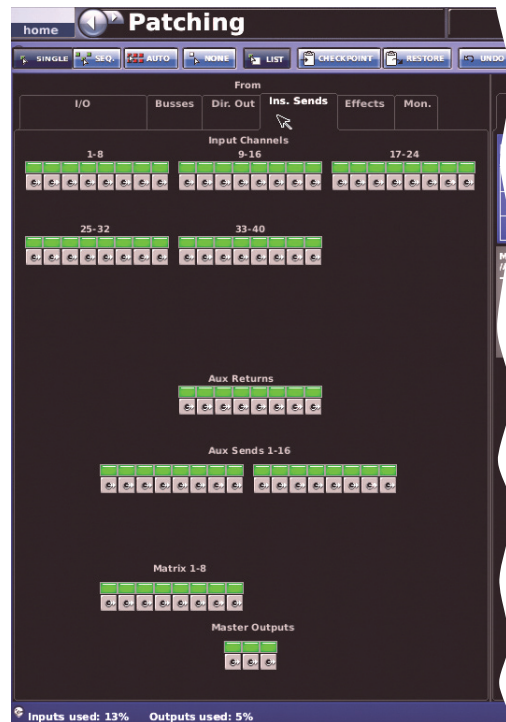 home Patching
SINGLE SEQ. AUTO NONE LIST CHECKPOINT RESTORE UNDO
From
I/O Busses Dir. Out Ins. Sends Effects Mon.
Input Channels
1-8 9-16 17-24
25-32 33-40
Aux Returns
Aux Sends 1-16
Matrix 1-8
Master Outputs
Inputs used: 13% Outputs used: 5%